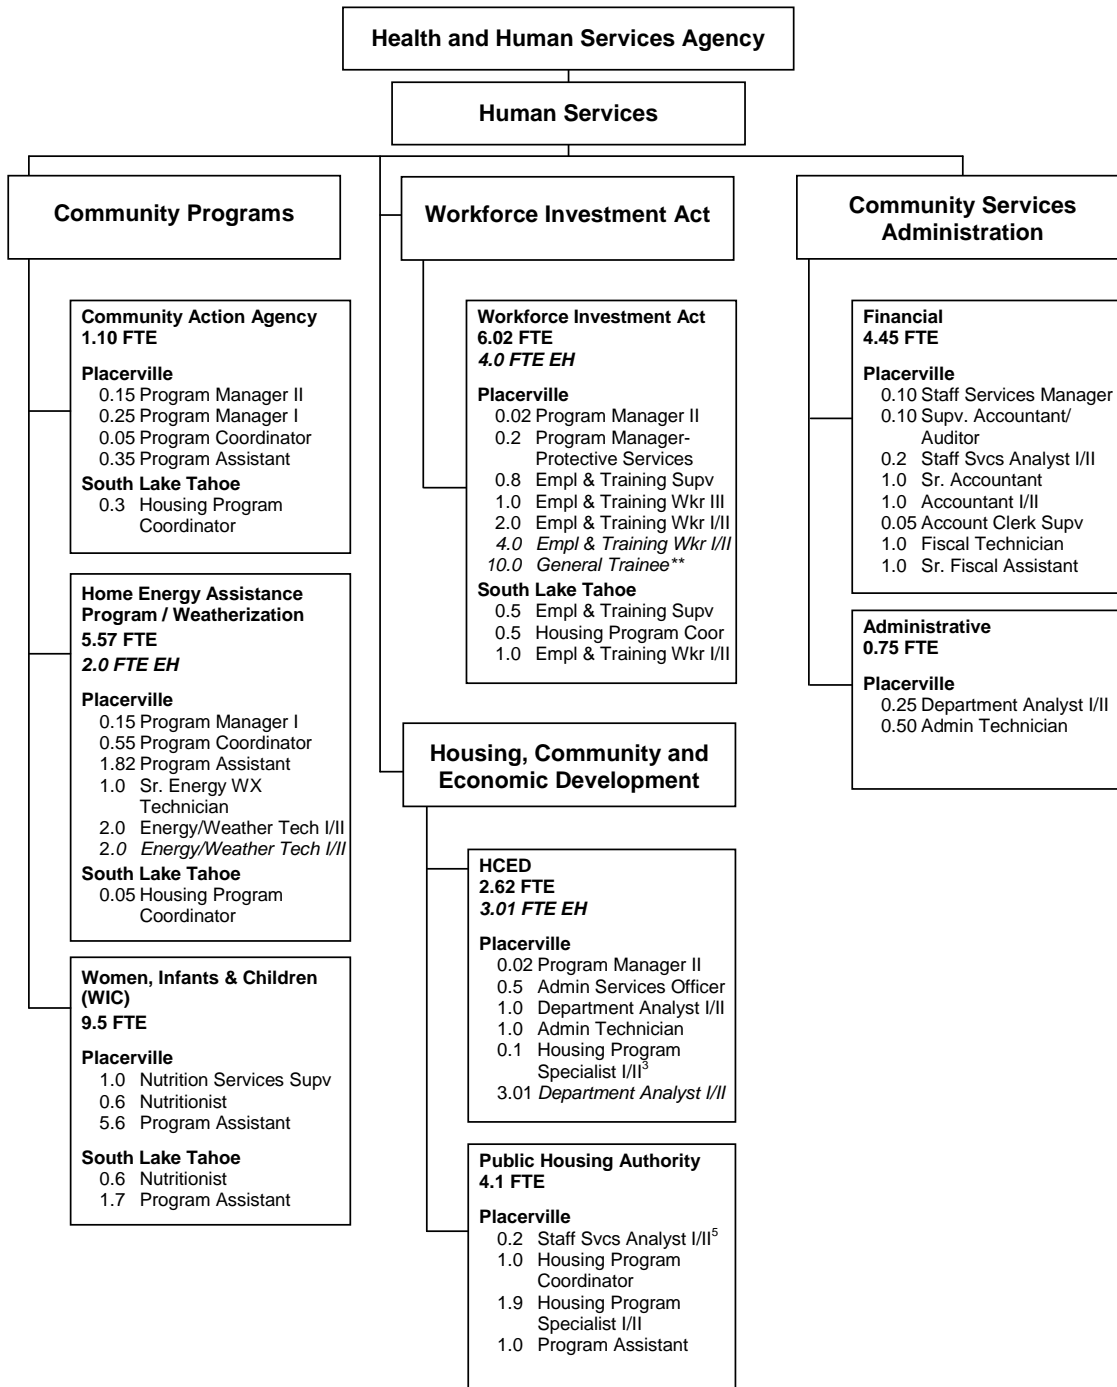 Health and Human Services Agency
Human Services
Community Programs
Community Action Agency
1.10 FTE
Placerville
0.15 Program Manager II
0.25 Program Manager I
0.05 Program Coordinator
0.35 Program Assistant
South Lake Tahoe
0.3 Housing Program
Coordinator
Home Energy Assistance
Program / Weatherization
5.57 FTE
2.0 FTE EH
Placerville
0.15 Program Manager I
0.55 Program Coordinator
1.82 Program Assistant
1.0 Sr. Energy WX
Technician
2.0 Energy/Weather Tech I/II
2.0 Energy/Weather Tech I/II
South Lake Tahoe
0.05 Housing Program
Coordinator
Women, Infants & Children
(WIC)
9.5 FTE
Placerville
1.0 Nutrition Services Supv
0.6 Nutritionist
5.6 Program Assistant
South Lake Tahoe
0.6 Nutritionist
1.7 Program Assistant
Workforce Investment Act
Workforce Investment Act
6.02 FTE
4.0 FTE EH
Placerville
0.02 Program Manager II
0.2 Program Manager-
Protective Services
0.8 Empl & Training Supv
1.0 Empl & Training Wkr III
2.0 Empl & Training Wkr I/II
4.0 Empl & Training Wkr I/II
10.0 General Trainee**
South Lake Tahoe
0.5 Empl & Training Supv
0.5 Housing Program Coor
1.0 Empl & Training Wkr I/II
Housing, Community and
Economic Development
HCED
2.62 FTE
3.01 FTE EH
Placerville
0.02 Program Manager II
0.5 Admin Services Officer
1.0 Department Analyst I/II
1.0 Admin Technician
0.1 Housing Program
Specialist I/II³
3.01 Department Analyst I/II
Public Housing Authority
4.1 FTE
Placerville
0.2 Staff Svcs Analyst I/II⁵
1.0 Housing Program
Coordinator
1.9 Housing Program
Specialist I/II
1.0 Program Assistant
Community Services
Administration
Financial
4.45 FTE
Placerville
0.10 Staff Services Manager
0.10 Supv. Accountant/
Auditor
0.2 Staff Svcs Analyst I/II
1.0 Sr. Accountant
1.0 Accountant I/II
0.05 Account Clerk Supv
1.0 Fiscal Technician
1.0 Sr. Fiscal Assistant
Administrative
0.75 FTE
Placerville
0.25 Department Analyst I/II
0.50 Admin Technician